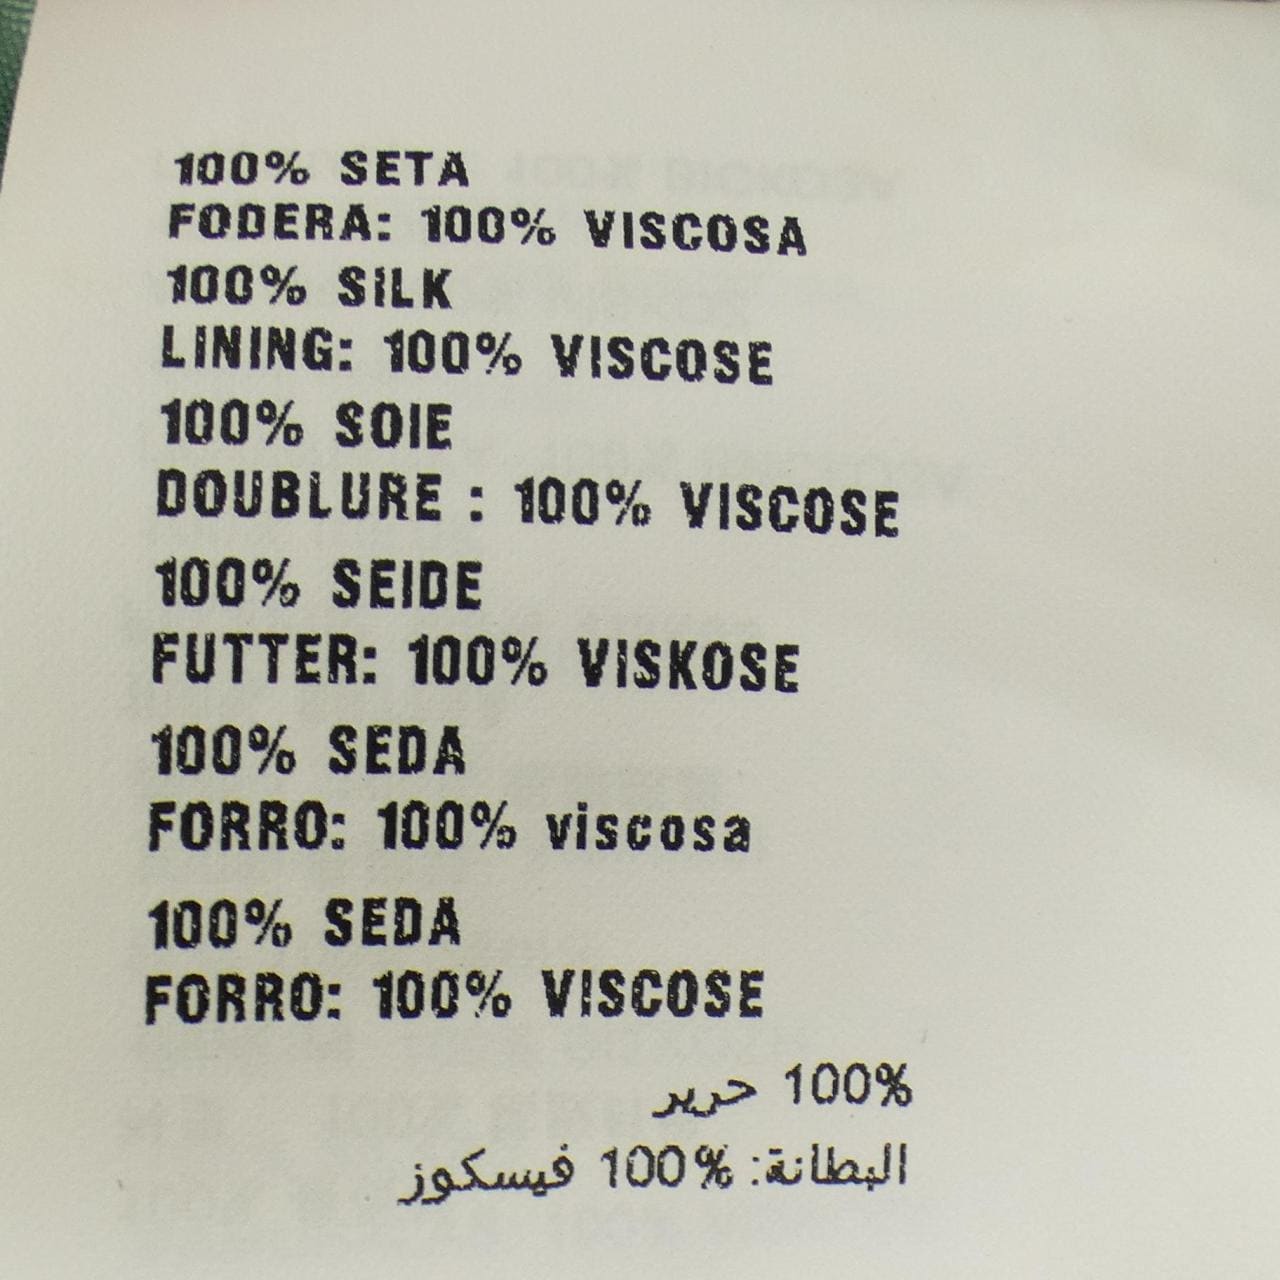 100% SETA
FODERA: 100% VISCOSA
100% SILK
LINING: 100% VISCOSE
100% SOIE
DOUBLURE : 100% VISCOSE
100% SEIDE
FUTTER: 100% VISKOSE
100% SEDA
FORRO: 100% viscosa
100% SEDA
FORRO: 100% VISCOSE
100% حرير
البطانة: 100% فيسكوز